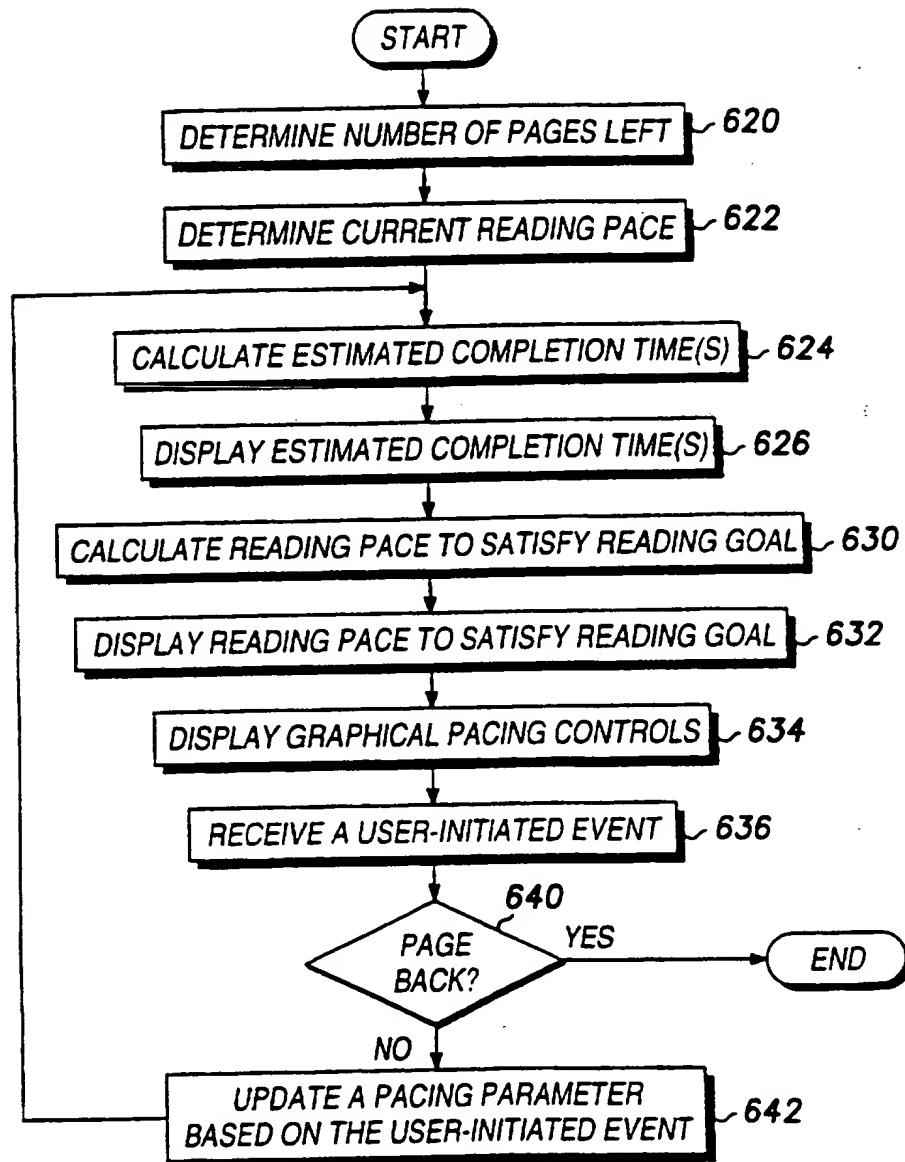 START
DETERMINE NUMBER OF PAGES LEFT 620
DETERMINE CURRENT READING PACE 622
CALCULATE ESTIMATED COMPLETION TIME(S) 624
DISPLAY ESTIMATED COMPLETION TIME(S) 626
CALCULATE READING PACE TO SATISFY READING GOAL 630
DISPLAY READING PACE TO SATISFY READING GOAL 632
DISPLAY GRAPHICAL PACING CONTROLS 634
RECEIVE A USER-INITIATED EVENT 636
640
PAGE
BACK?
YES
END
NO
UPDATE A PACING PARAMETER
BASED ON THE USER-INITIATED EVENT 642